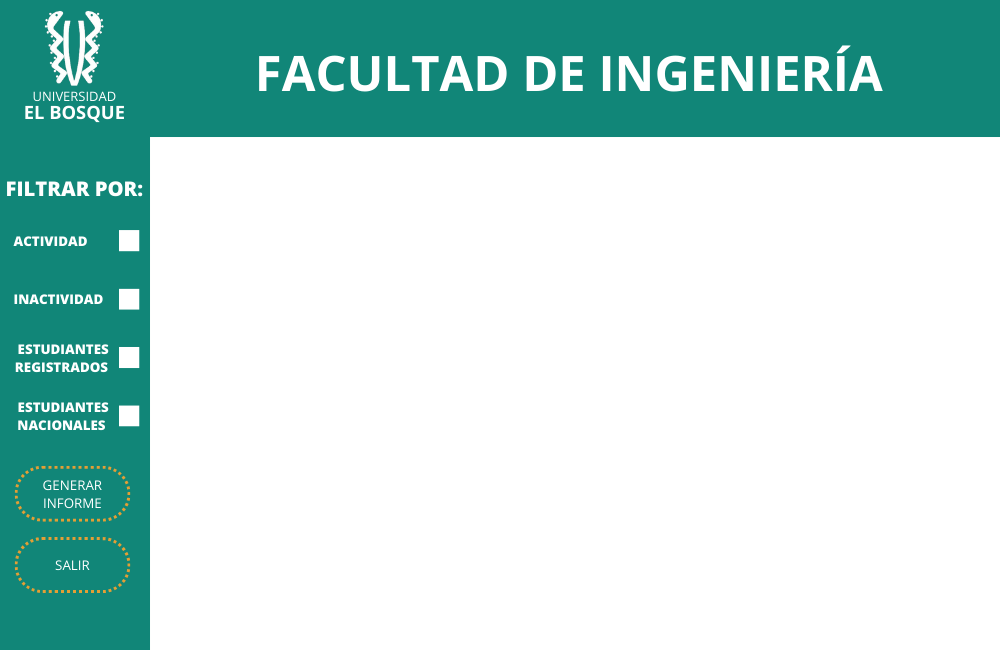 UNIVERSIDAD
EL BOSQUE
FACULTAD DE INGENIERÍA
FILTRAR POR:
ACTIVIDAD
INACTIVIDAD
ESTUDIANTES
REGISTRADOS
ESTUDIANTES
NACIONALES
GENERAR
INFORME
SALIR